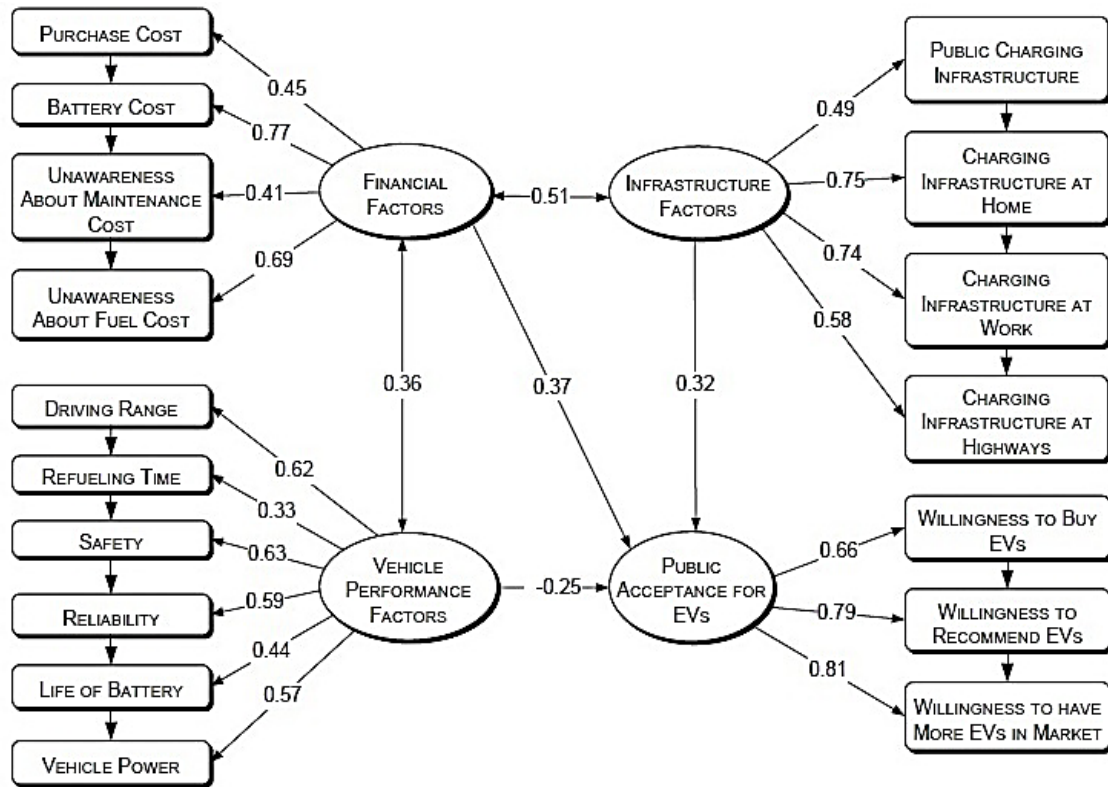 PURCHASE COST
BATTERY COST
UNAWARENESS
ABOUT MAINTENANCE
COST
UNAWARENESS
ABOUT FUEL COST
0.45
0.77
0.41
0.69
FINANCIAL
FACTORS
0.51
INFRASTRUCTURE
FACTORS
0.49
0.75
0.74
0.58
PUBLIC CHARGING
INFRASTRUCTURE
CHARGING
INFRASTRUCTURE AT
HOME
CHARGING
INFRASTRUCTURE AT
WORK
CHARGING
INFRASTRUCTURE AT
HIGHWAYS
0.36
0.37
0.32
DRIVING RANGE
REFUELING TIME
SAFETY
RELIABILITY
LIFE OF BATTERY
VEHICLE POWER
0.62
0.33
0.63
0.59
0.44
0.57
VEHICLE
PERFORMANCE
FACTORS
-0.25
PUBLIC
ACCEPTANCE FOR
EVS
0.66
0.79
0.81
WILLINGNESS TO BUY
EVS
WILLINGNESS TO
RECOMMEND EVS
WILLINGNESS TO HAVE
MORE EVS IN MARKET